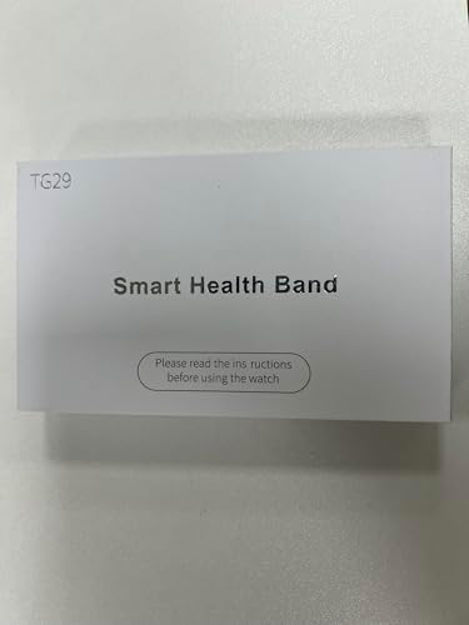 TG29
Smart Health Band
Please read the ins ructions
before using the watch